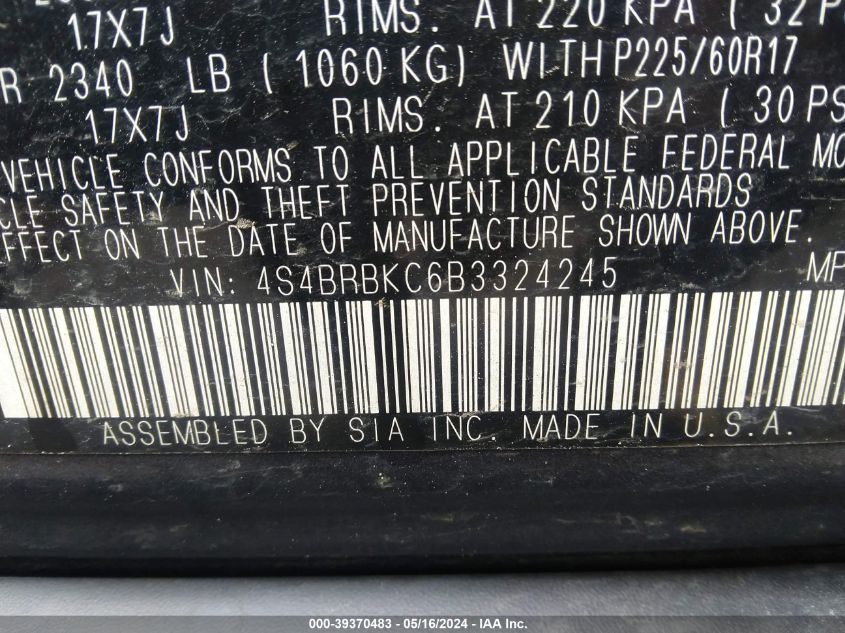 17X7J RIMS. AT 220 KPA ( 32 P
R 2340 LB ( 1060 KG) WITH P225/60R17
17X7J RIMS. AT 210 KPA ( 30 PS
VEHICLE CONFORMS TO ALL APPLICABLE FEDERAL MO
CLE SAFETY AND THEFT PREVENTION STANDARDS
FFECT ON THE DATE OF MANUFACTURE SHOWN ABOVE.
VIN: 4S4BRBKC6B3324245 MP
ASSEMBLED BY SIA INC. MADE IN U.S.A.
000-39370483 - 05/16/2024 - IAA Inc.